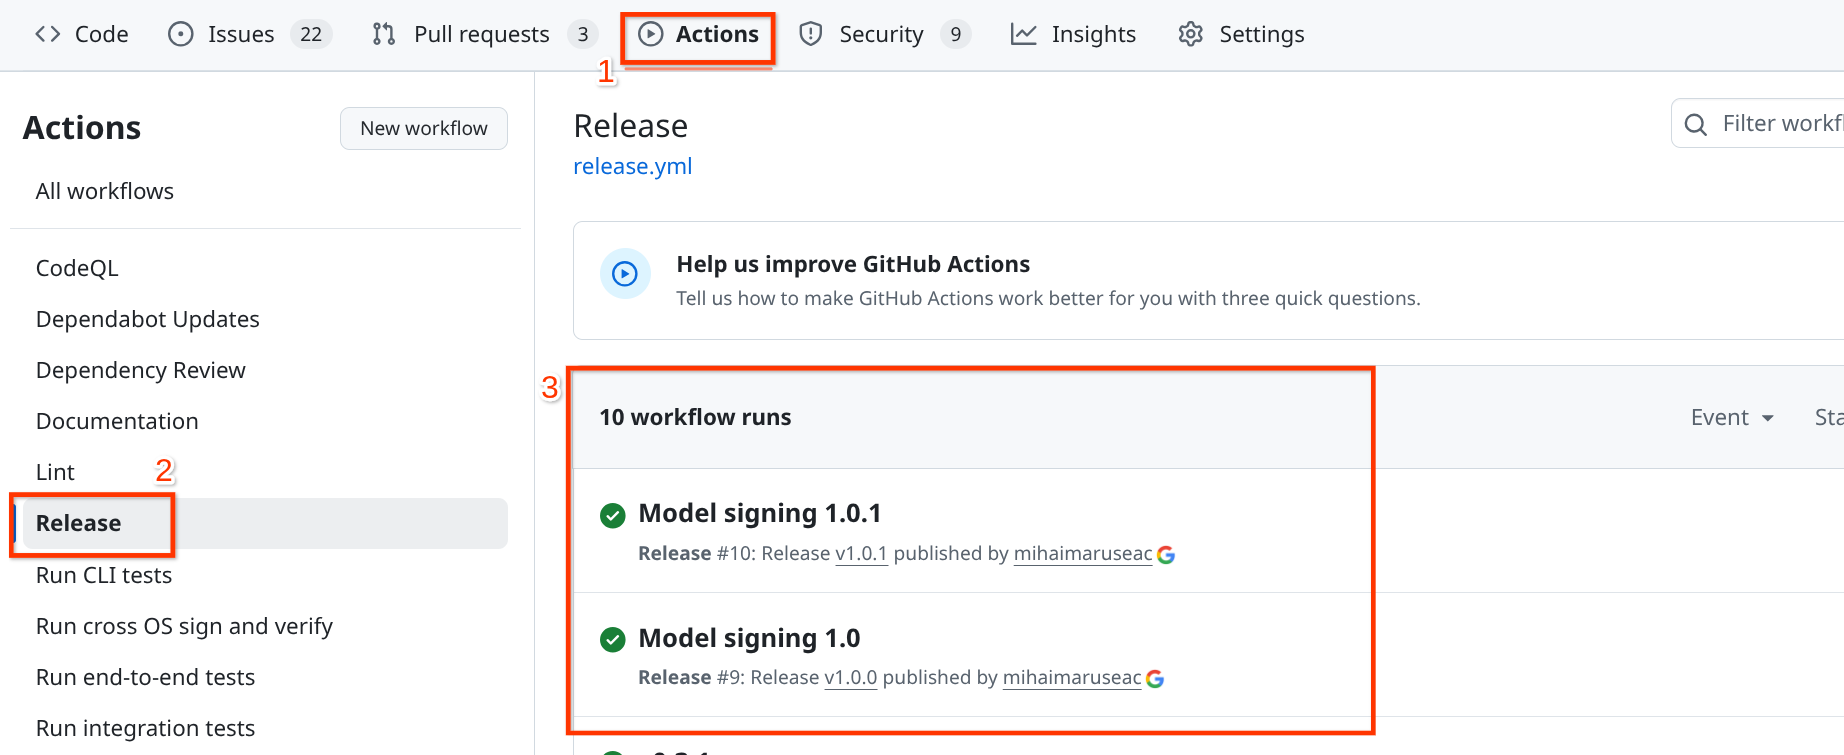 Code Issues 22 Pull requests 3 Actions Security 9 Insights Settings
1
Actions
New workflow
All workflows
CodeQL
Dependabot Updates
Dependency Review
Documentation
Lint
2
Release
Run CLI tests
Run cross OS sign and verify
Run end-to-end tests
Run integration tests
Release
release.yml
Filter workfl
Help us improve GitHub Actions
Tell us how to make GitHub Actions work better for you with three quick questions.
3
10 workflow runs
Event Sta
Model signing 1.0.1
Release #10: Release v1.0.1 published by mihaimaruseac
Model signing 1.0
Release #9: Release v1.0.0 published by mihaimaruseac